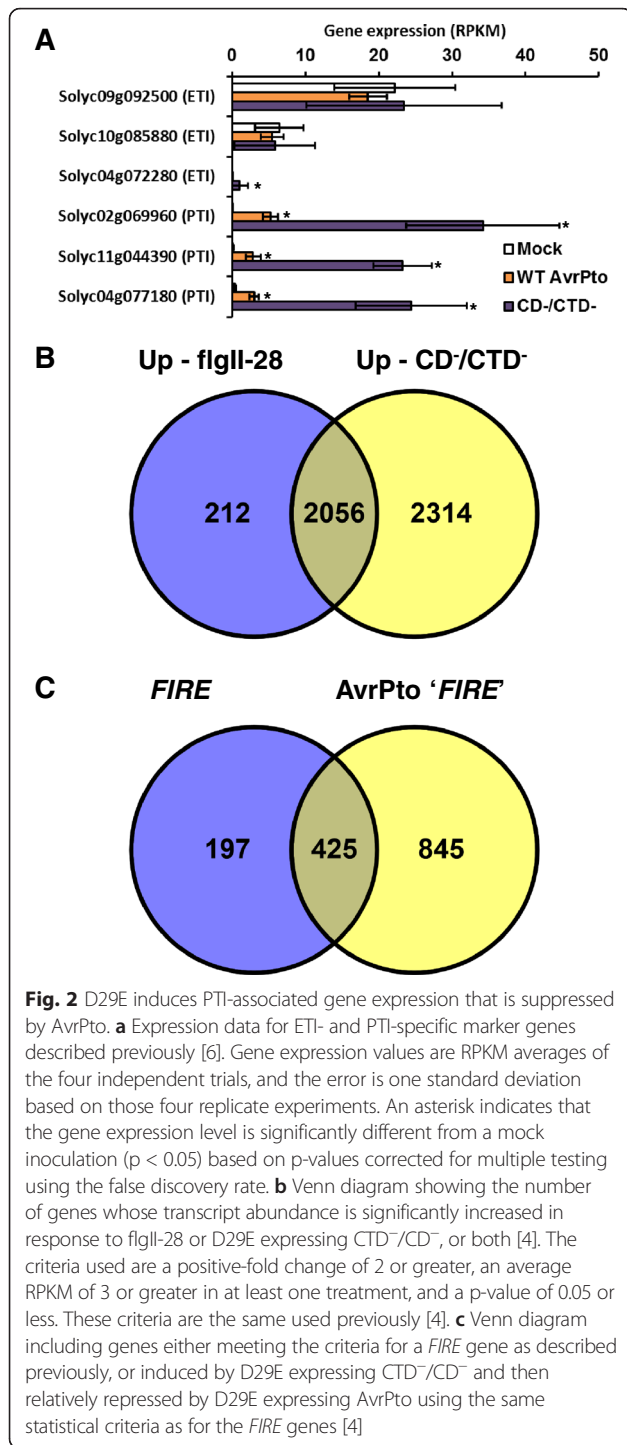 A
Gene expression (RPKM)
0 10 20 30 40 50
Solyc09g092500 (ETI)
Solyc10g085880 (ETI)
Solyc04g072280 (ETI)
*
Solyc02g069960 (PTI)
*
*
Solyc11g044390 (PTI)
*
*
Solyc04g077180 (PTI)
*
*
Mock
WT AvrPto
CD-/CTD-
B
Up - flgII-28 Up - CD⁻/CTD⁻
212 2056 2314
C
FIRE AvrPto ‘FIRE’
197 425 845
Fig. 2 D29E induces PTI-associated gene expression that is suppressed
by AvrPto. a Expression data for ETI- and PTI-specific marker genes
described previously [6]. Gene expression values are RPKM averages of
the four independent trials, and the error is one standard deviation
based on those four replicate experiments. An asterisk indicates that
the gene expression level is significantly different from a mock
inoculation (p < 0.05) based on p-values corrected for multiple testing
using the false discovery rate. b Venn diagram showing the number
of genes whose transcript abundance is significantly increased in
response to flgII-28 or D29E expressing CTD⁻/CD⁻, or both [4]. The
criteria used are a positive-fold change of 2 or greater, an average
RPKM of 3 or greater in at least one treatment, and a p-value of 0.05 or
less. These criteria are the same used previously [4]. c Venn diagram
including genes either meeting the criteria for a FIRE gene as described
previously, or induced by D29E expressing CTD⁻/CD⁻ and then
relatively repressed by D29E expressing AvrPto using the same
statistical criteria as for the FIRE genes [4]